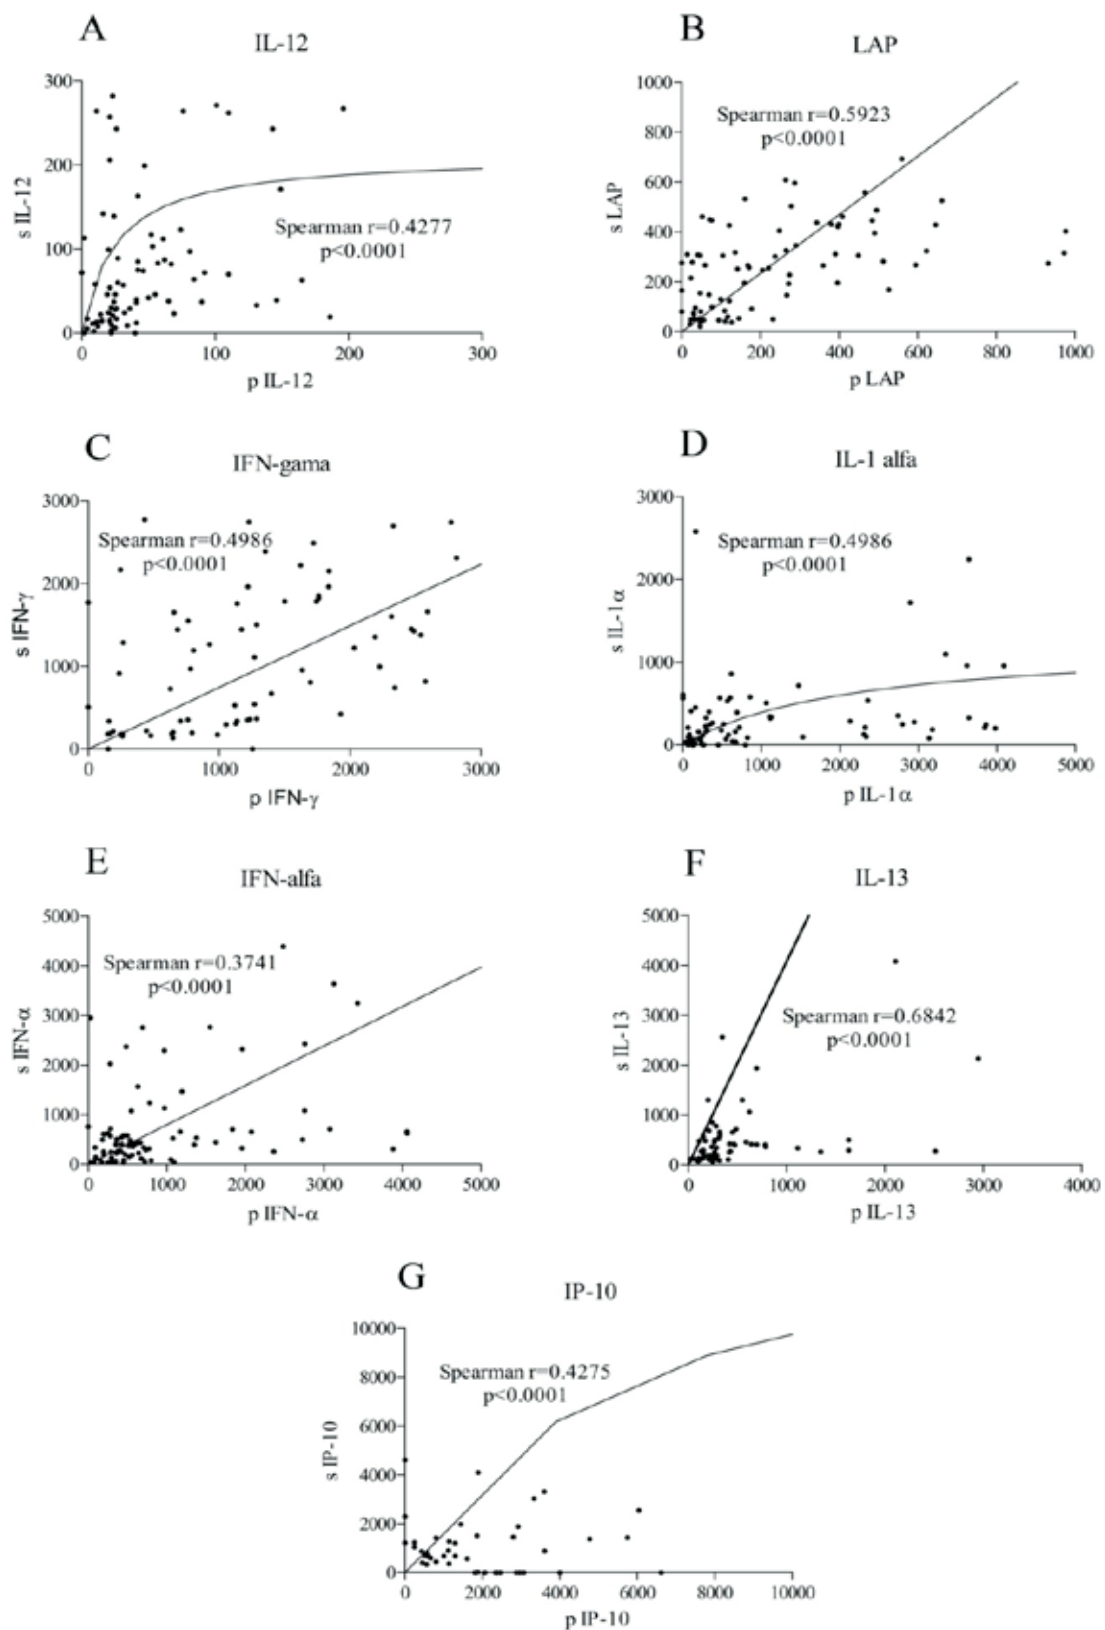 A
IL-12
300
200
100
0
s IL-12
Spearman r=0.4277
p<0.0001
0 100 200 300
p IL-12
B
LAP
1000
800
600
400
200
0
s LAP
Spearman r=0.5923
p<0.0001
0 200 400 600 800 1000
p LAP
C
IFN-gama
3000
2000
1000
0
s IFN-γ
Spearman r=0.4986
p<0.0001
0 1000 2000 3000
p IFN-γ
D
IL-1 alfa
3000
2000
1000
0
s IL-1α
Spearman r=0.4986
p<0.0001
0 1000 2000 3000 4000 5000
p IL-1α
E
IFN-alfa
5000
4000
3000
2000
1000
0
s IFN-α
Spearman r=0.3741
p<0.0001
0 1000 2000 3000 4000 5000
p IFN-α
F
IL-13
5000
4000
3000
2000
1000
0
s IL-13
Spearman r=0.6842
p<0.0001
0 1000 2000 3000 4000
p IL-13
G
IP-10
10000
8000
6000
4000
2000
0
s IP-10
Spearman r=0.4275
p<0.0001
0 2000 4000 6000 8000 10000
p IP-10